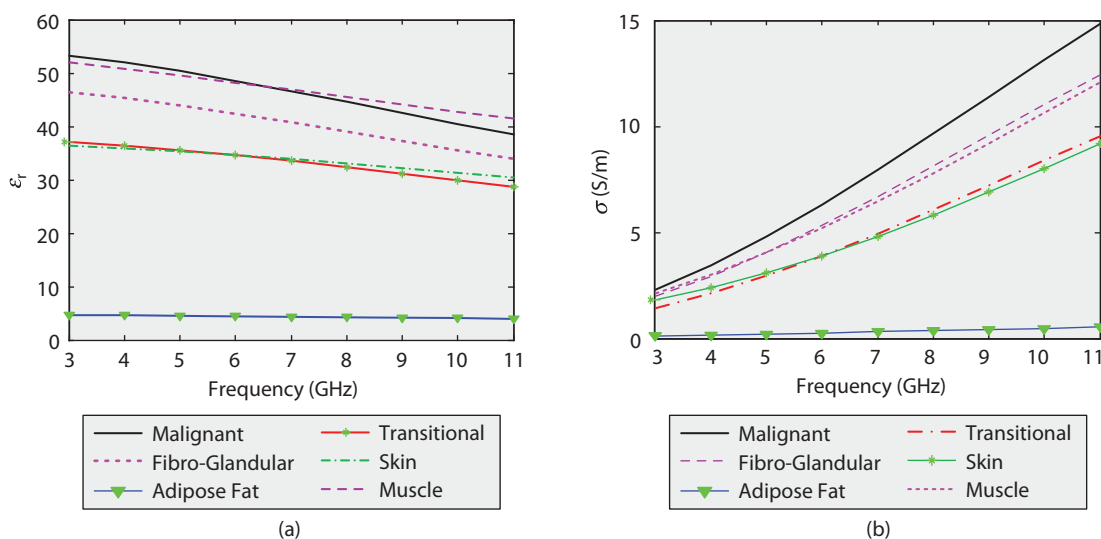 60
50
40
30
20
10
0
εr
3 4 5 6 7 8 9 10 11
Frequency (GHz)
Malignant
Transitional
Fibro-Glandular
Skin
Adipose Fat
Muscle
(a)
15
10
5
0
σ (S/m)
3 4 5 6 7 8 9 10 11
Frequency (GHz)
Malignant
Transitional
Fibro-Glandular
Skin
Adipose Fat
Muscle
(b)